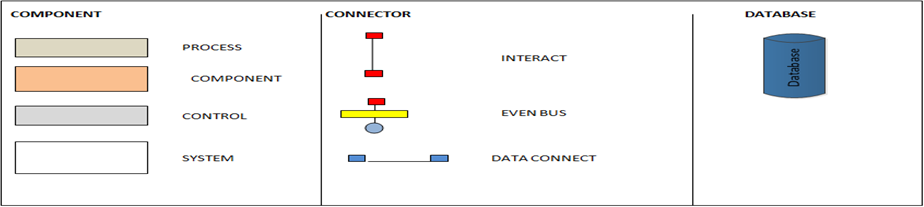 COMPONENT
PROCESS
COMPONENT
CONTROL
SYSTEM
CONNECTOR
INTERACT
EVEN BUS
DATA CONNECT
DATABASE
Database